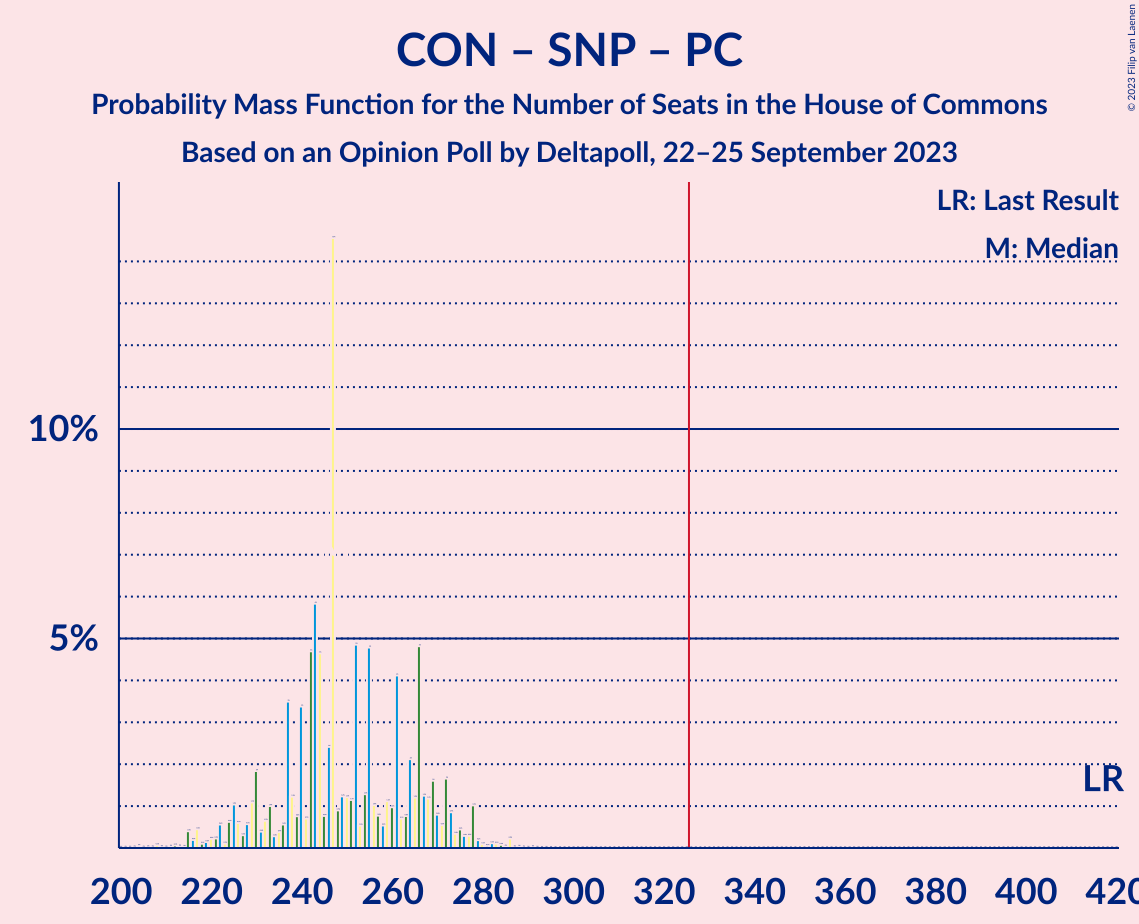 CON – SNP – PC
Probability Mass Function for the Number of Seats in the House of Commons
Based on an Opinion Poll by Deltapoll, 22–25 September 2023
© 2023 Filip van Laenen
LR: Last Result
M: Median
10%
5%
LR
200 220 240 260 280 300 320 340 360 380 400 420